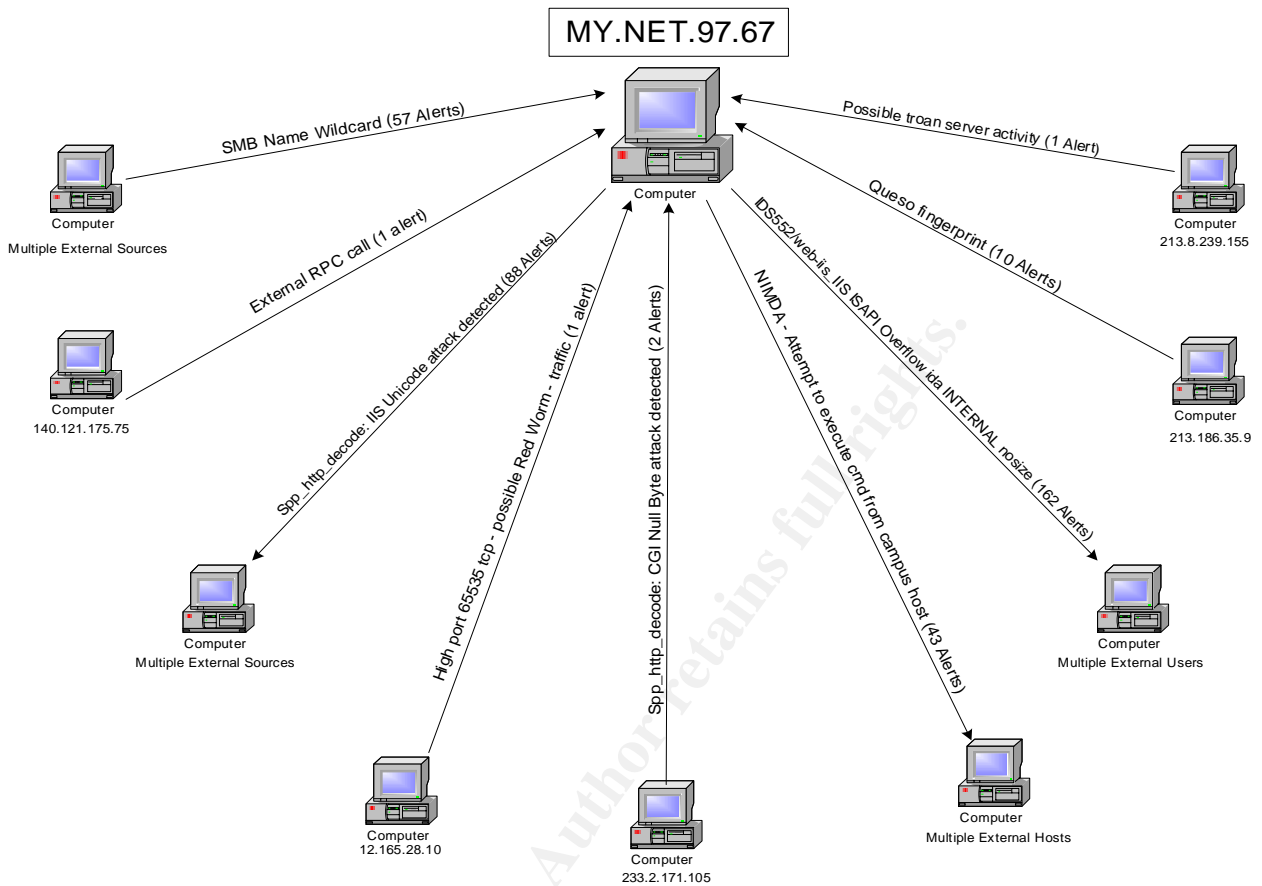 MY.NET.97.67
Computer
SMB Name Wildcard (57 Alerts)
Computer
Multiple External Sources
External RPC call (1 alert)
Computer
140.121.175.75
Spp_http_decode: IIS Unicode attack detected (88 Alerts)
Computer
Multiple External Sources
High port 65535 tcp - possible Red Worm - traffic (1 alert)
Computer
12.165.28.10
Spp_http_decode: CGI Null Byte attack detected (2 Alerts)
Computer
233.2.171.105
NIMDA - Attempt to execute cmd from campus host (43 Alerts)
Computer
Multiple External Hosts
IDS552/web-iis_IIS ISAPI Overflow ida INTERNAL nosize (162 Alerts)
Computer
Multiple External Users
Queso fingerprint (10 Alerts)
Computer
213.186.35.9
Possible troan server activity (1 Alert)
Computer
213.8.239.155
Author retains full rights.